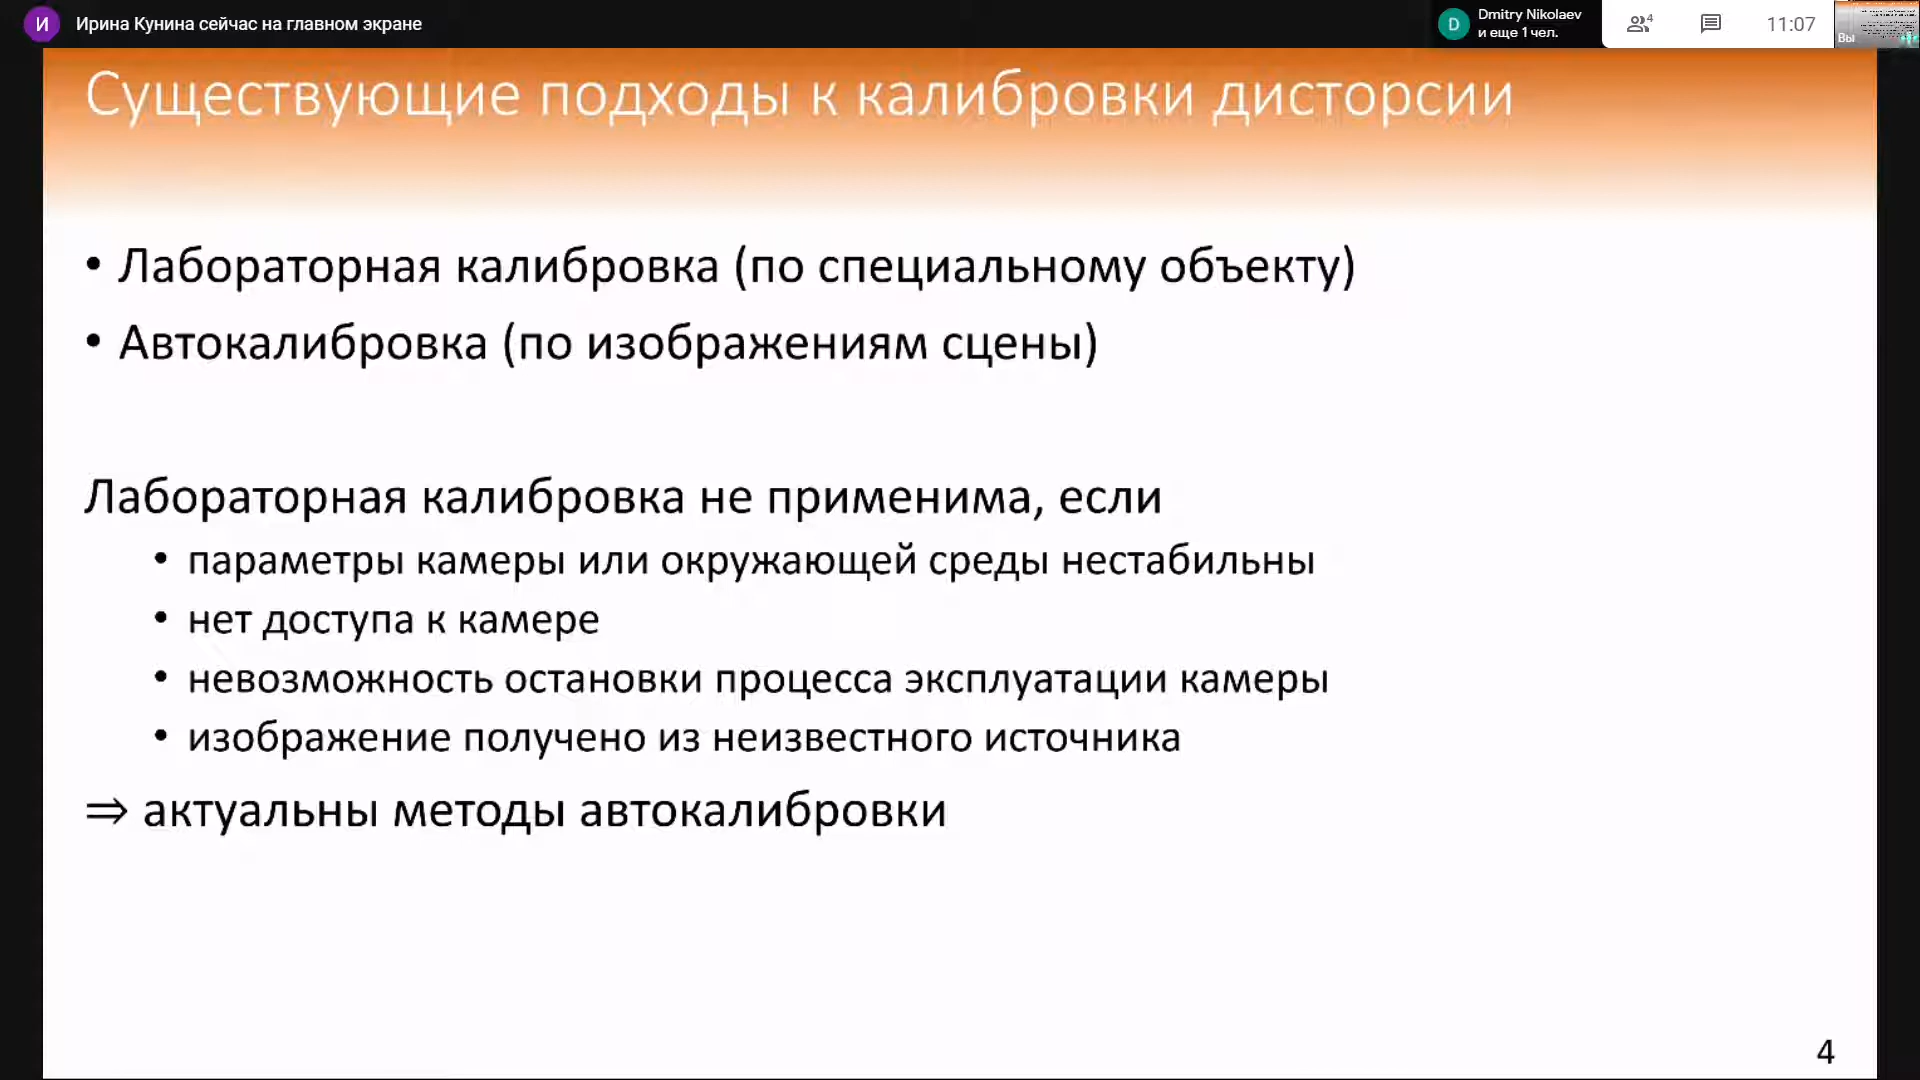 И Ирина Кунина сейчас на главном экране
D Dmitry Nikolaev
и еще 1 чел.
4
11:07
Вы
Существующие подходы к калибровки дисторсии
• Лабораторная калибровка (по специальному объекту)
• Автокалибровка (по изображениям сцены)
Лабораторная калибровка не применима, если
• параметры камеры или окружающей среды нестабильны
• нет доступа к камере
• невозможность остановки процесса эксплуатации камеры
• изображение получено из неизвестного источника
⇒ актуальны методы автокалибровки
4